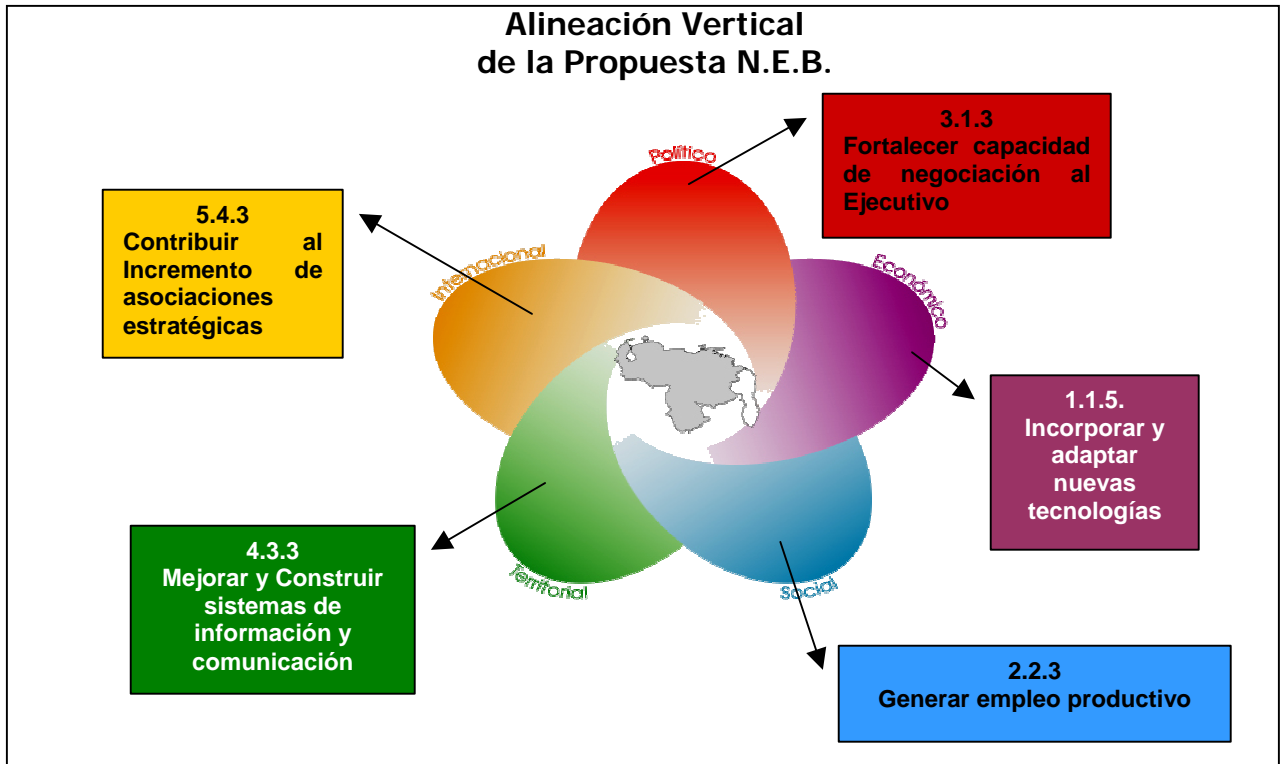 Alineación Vertical
de la Propuesta N.E.B.
Político
3.1.3
Fortalecer capacidad
de negociación al
Ejecutivo
5.4.3
Contribuir al
Incremento de
asociaciones
estratégicas
Internacional
Económico
1.1.5.
Incorporar y
adaptar
nuevas
tecnologías
4.3.3
Mejorar y Construir
sistemas de
información y
comunicación
Territorial
Social
2.2.3
Generar empleo productivo